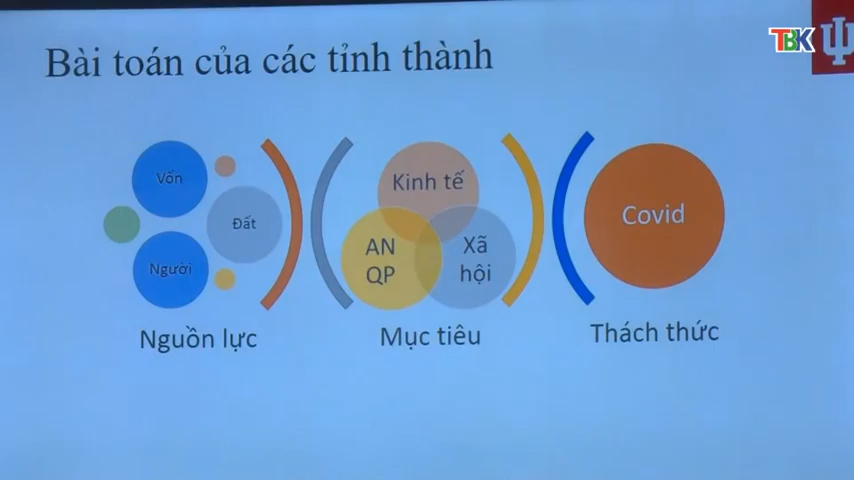 TBK
Bài toán của các tỉnh thành
Vốn
Đất
Người
Kinh tế
AN
QP
Xã
hội
Covid
Nguồn lực
Mục tiêu
Thách thức